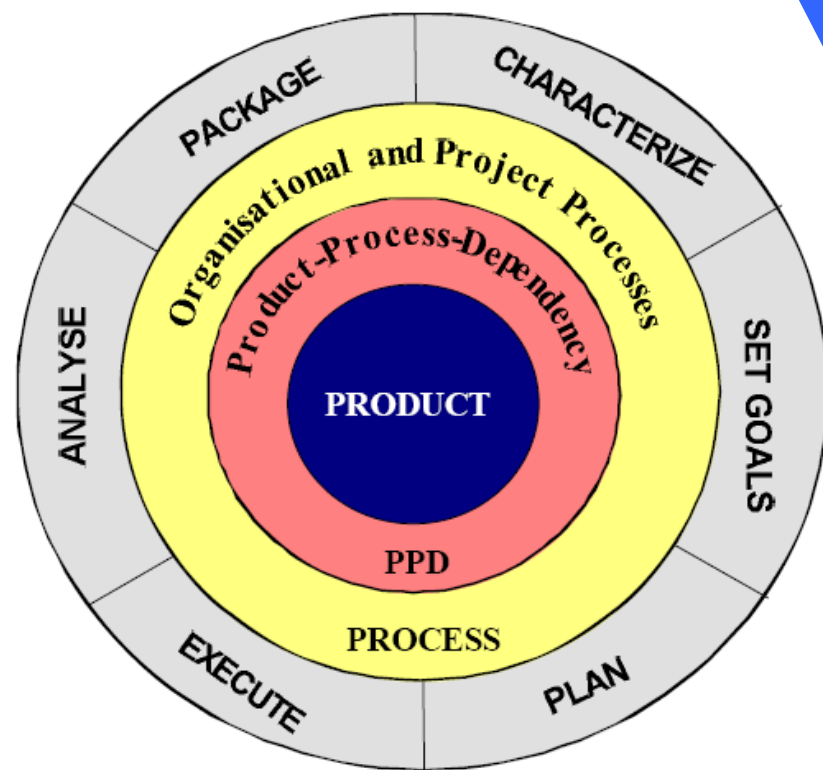 PACKAGE
CHARACTERIZE
SET GOALS
PLAN
EXECUTE
ANALYSE
Organisational and Project Processes
Product-Process-Dependency
PRODUCT
PPD
PROCESS